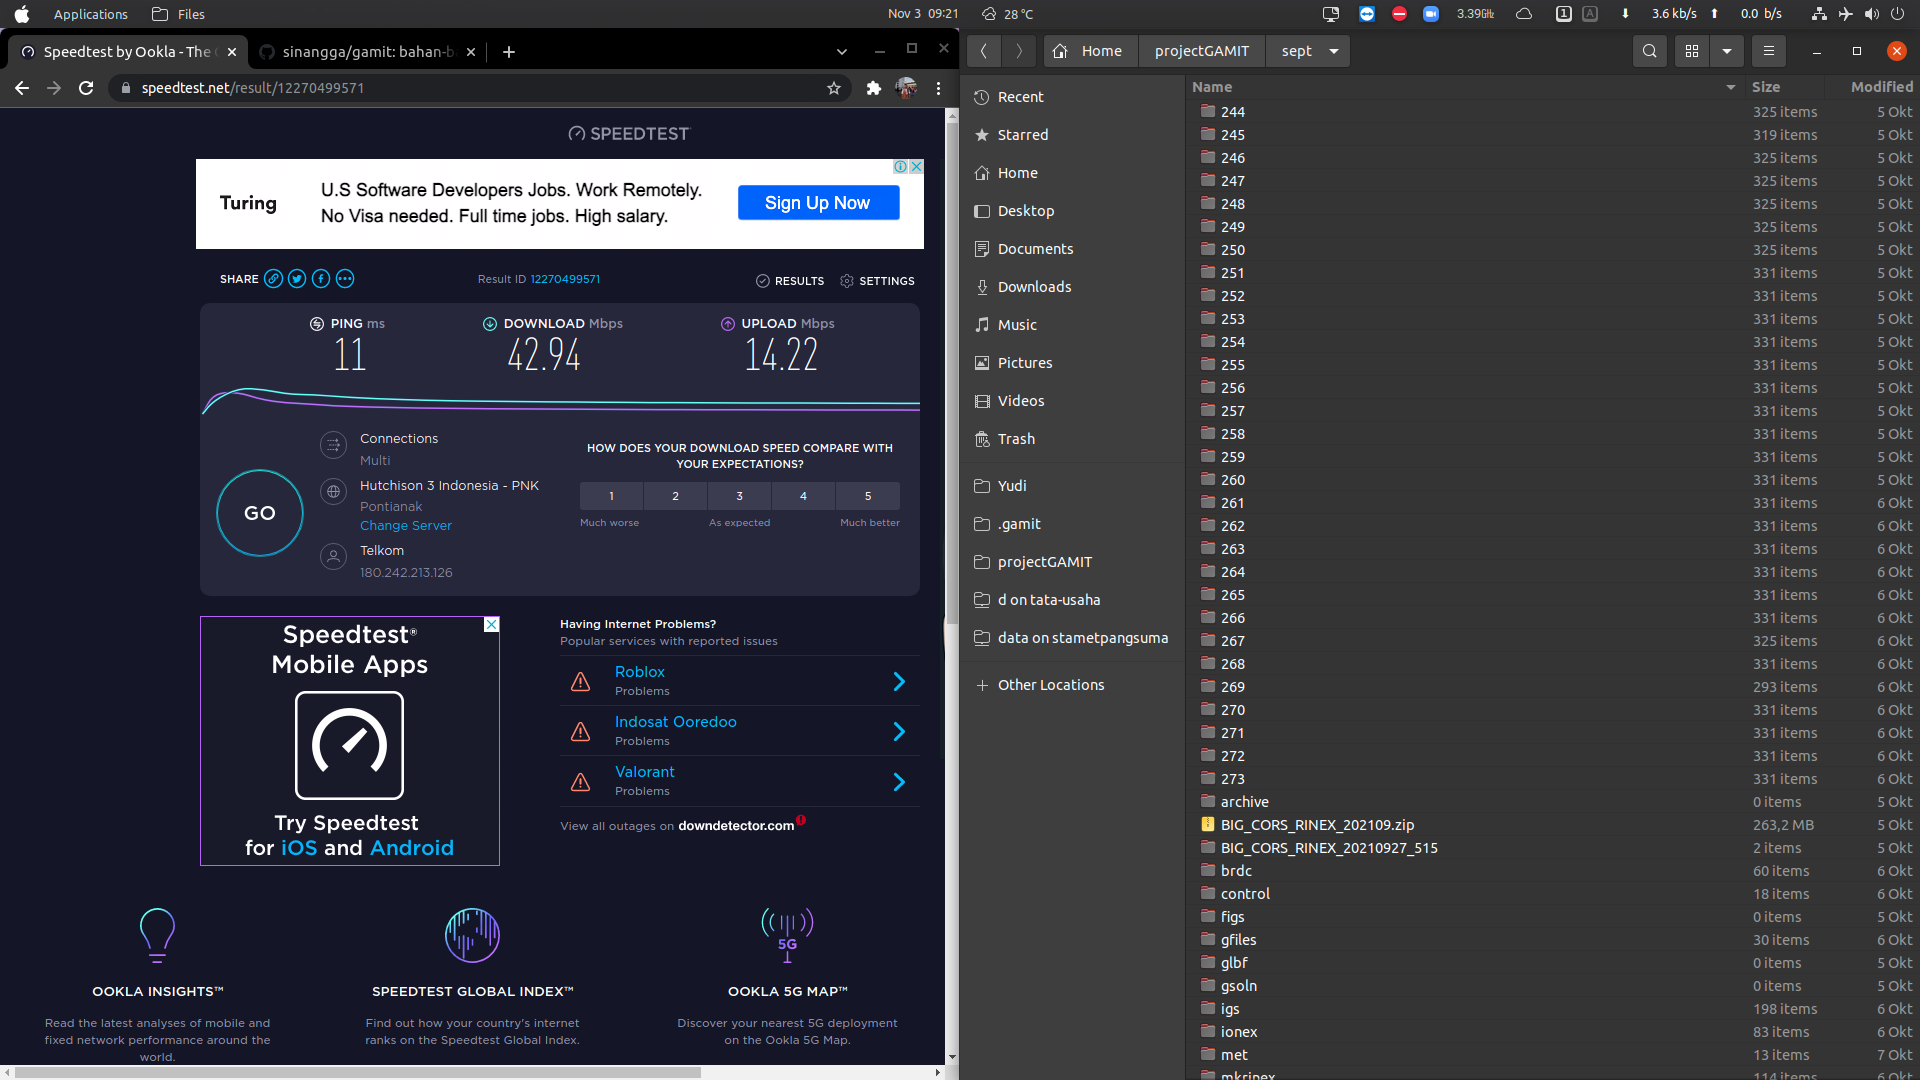 Applications Files Nov 3 09:21 28 °C 3.39GHz 1 A 3.6 kb/s 0.0 b/s
Speedtest by Ookla - The
sinangga/gamit: bahan-b
speedtest.net/result/12270499571
SPEEDTEST
Turing
U.S Software Developers Jobs. Work Remotely.
No Visa needed. Full time jobs. High salary.
Sign Up Now
SHARE
Result ID 12270499571
RESULTS SETTINGS
PING ms DOWNLOAD Mbps UPLOAD Mbps
11 42.94 14.22
GO
Connections
Multi
Hutchison 3 Indonesia - PNK
Pontianak
Change Server
Telkom
180.242.213.126
HOW DOES YOUR DOWNLOAD SPEED COMPARE WITH
YOUR EXPECTATIONS?
1 2 3 4 5
Much worse As expected Much better
Speedtest®
Mobile Apps
Try Speedtest
for iOS and Android
Having Internet Problems?
Popular services with reported issues
Roblox
Problems
Indosat Ooredoo
Problems
Valorant
Problems
View all outages on downdetector.com
5G
OOKLA INSIGHTS™
Read the latest analyses of mobile and
fixed network performance around the
world.
SPEEDTEST GLOBAL INDEX™
Find out how your country's internet
ranks on the Speedtest Global Index.
OOKLA 5G MAP™
Discover your nearest 5G deployment
on the Ookla 5G Map.
Home projectGAMIT sept
Recent
Starred
Home
Desktop
Documents
Downloads
Music
Pictures
Videos
Trash
Yudi
.gamit
projectGAMIT
d on tata-usaha
data on stametpangsuma
Other Locations
Name Size Modified
244 325 items 5 Okt
245 319 items 5 Okt
246 325 items 5 Okt
247 325 items 5 Okt
248 325 items 5 Okt
249 325 items 5 Okt
250 325 items 5 Okt
251 331 items 5 Okt
252 331 items 5 Okt
253 331 items 5 Okt
254 331 items 5 Okt
255 331 items 5 Okt
256 331 items 5 Okt
257 331 items 5 Okt
258 331 items 5 Okt
259 331 items 5 Okt
260 331 items 5 Okt
261 331 items 6 Okt
262 331 items 6 Okt
263 331 items 6 Okt
264 331 items 6 Okt
265 331 items 6 Okt
266 331 items 6 Okt
267 325 items 6 Okt
268 331 items 6 Okt
269 293 items 6 Okt
270 331 items 6 Okt
271 331 items 6 Okt
272 331 items 6 Okt
273 331 items 6 Okt
archive 0 items 5 Okt
BIG_CORS_RINEX_202109.zip 263,2 MB 5 Okt
BIG_CORS_RINEX_20210927_515 2 items 5 Okt
brdc 60 items 6 Okt
control 18 items 6 Okt
figs 0 items 5 Okt
gfiles 30 items 6 Okt
glbf 0 items 5 Okt
gsoln 0 items 5 Okt
igs 198 items 6 Okt
ionex 83 items 6 Okt
met 13 items 7 Okt
mkrinex 114 items 6 Okt